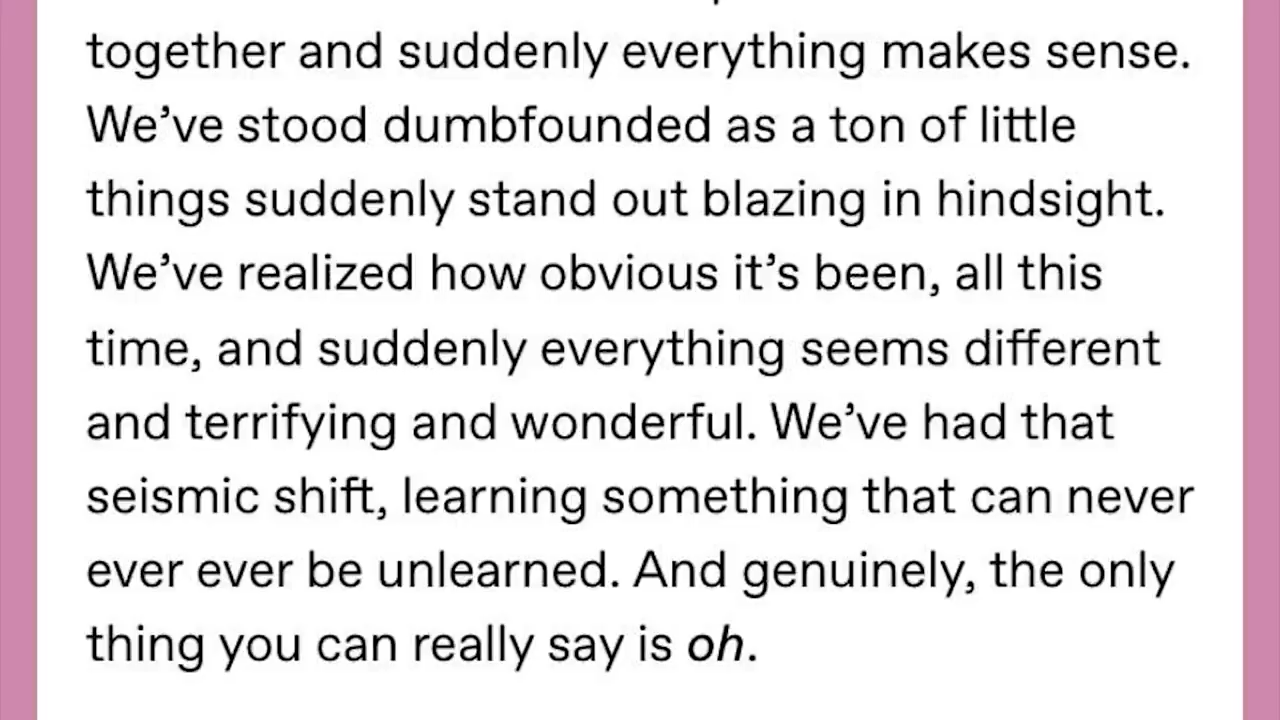 together and suddenly everything makes sense.
We’ve stood dumbfounded as a ton of little
things suddenly stand out blazing in hindsight.
We’ve realized how obvious it’s been, all this
time, and suddenly everything seems different
and terrifying and wonderful. We’ve had that
seismic shift, learning something that can never
ever ever be unlearned. And genuinely, the only
thing you can really say is oh.